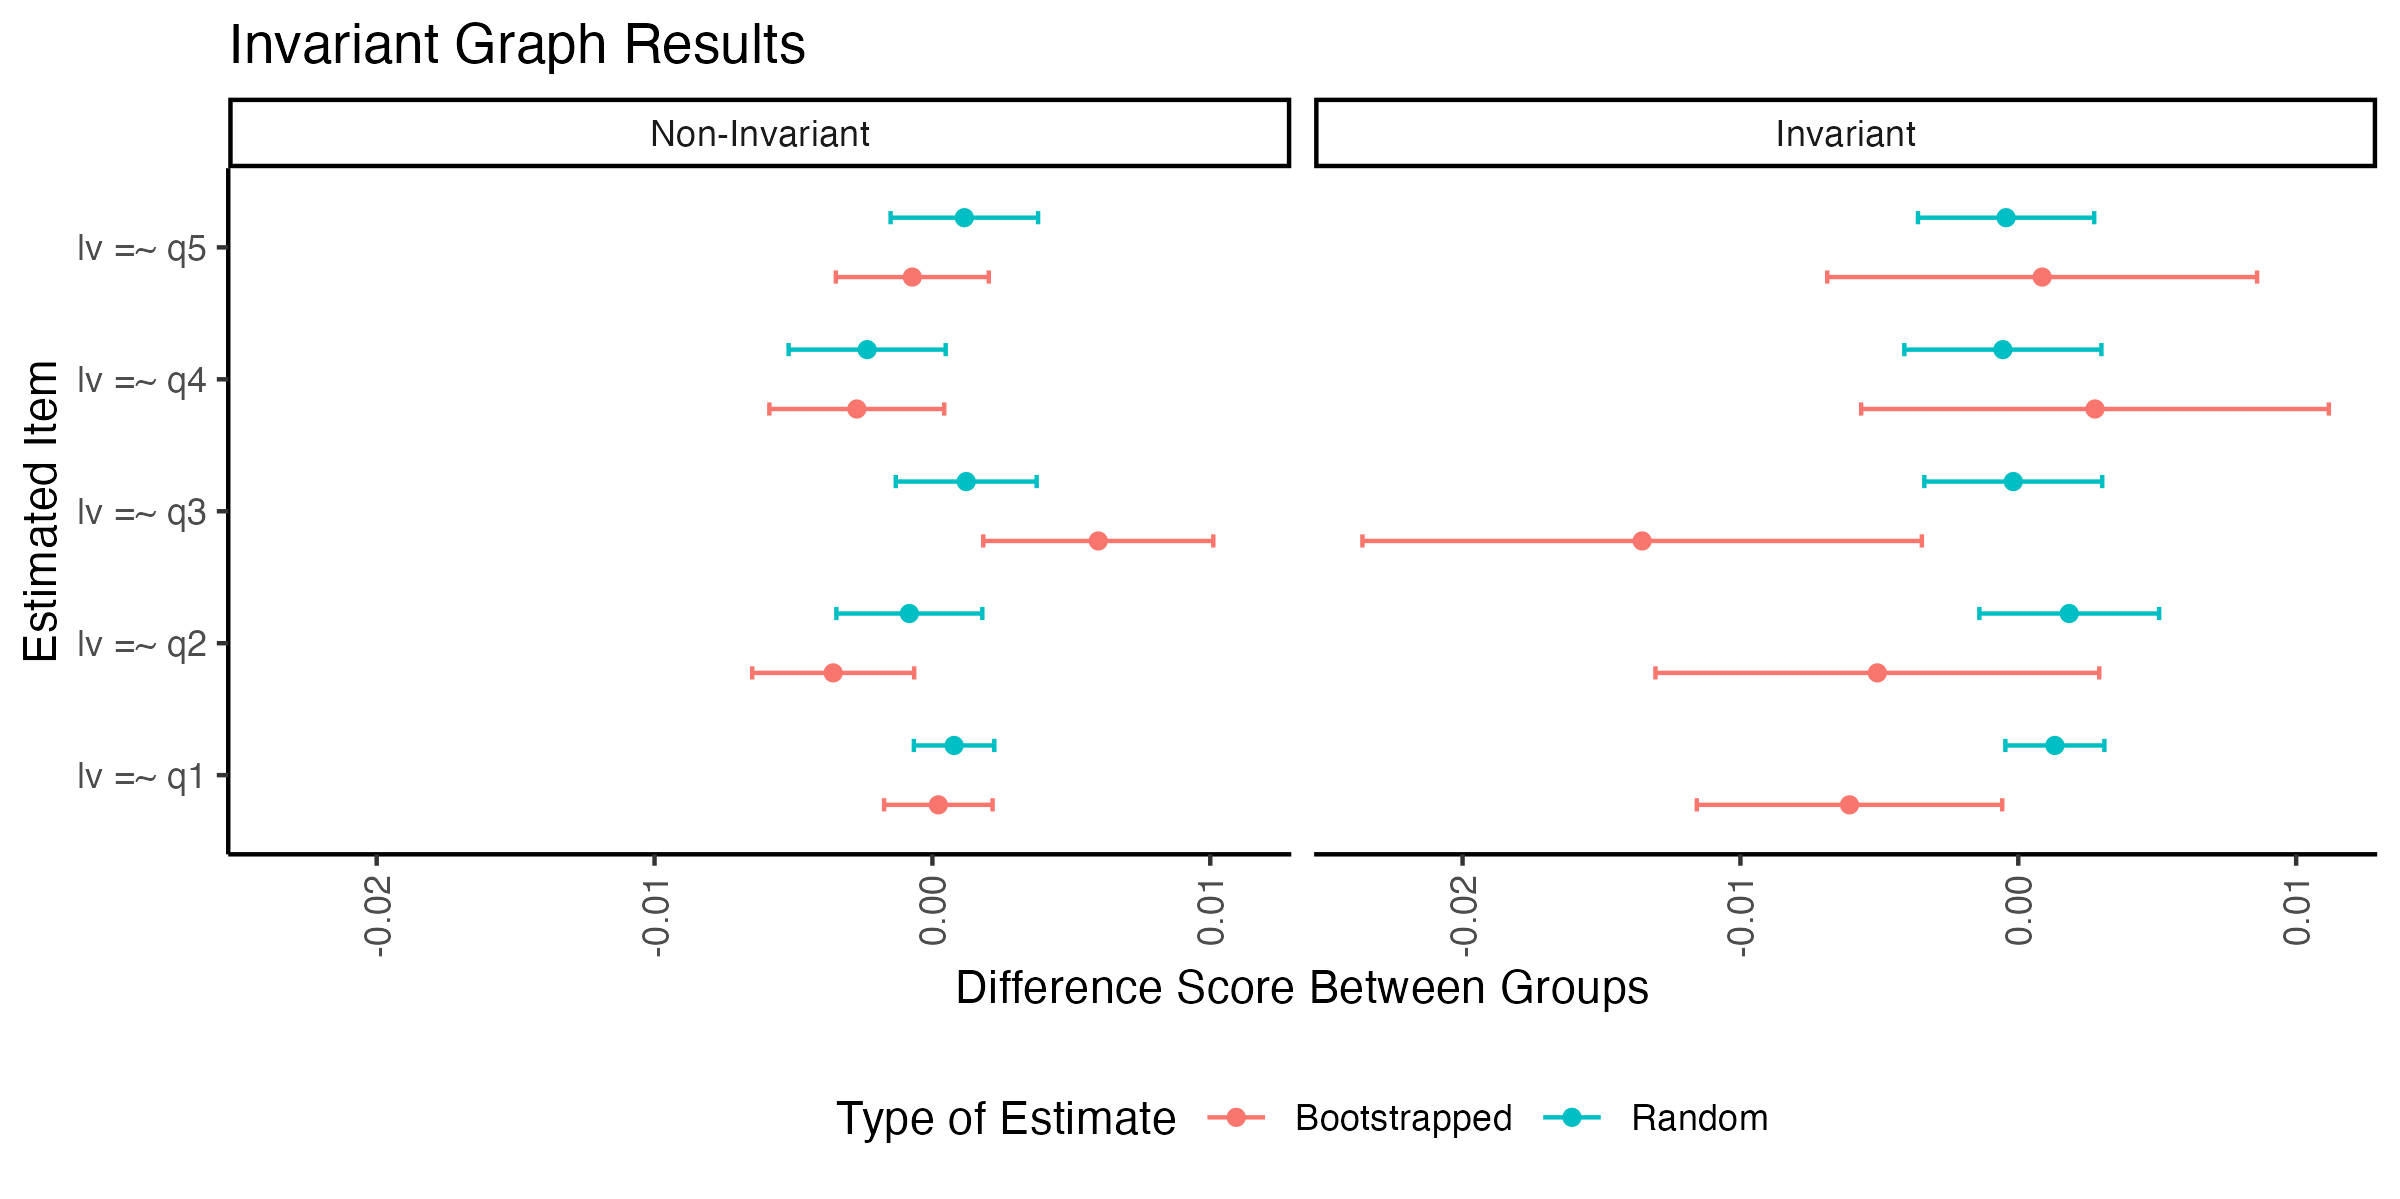 Invariant Graph Results
Non-Invariant
Invariant
Estimated Item
lv =~ q5
lv =~ q4
lv =~ q3
lv =~ q2
lv =~ q1
-0.02
-0.01
0.00
0.01
-0.02
-0.01
0.00
0.01
Difference Score Between Groups
Type of Estimate Bootstrapped Random